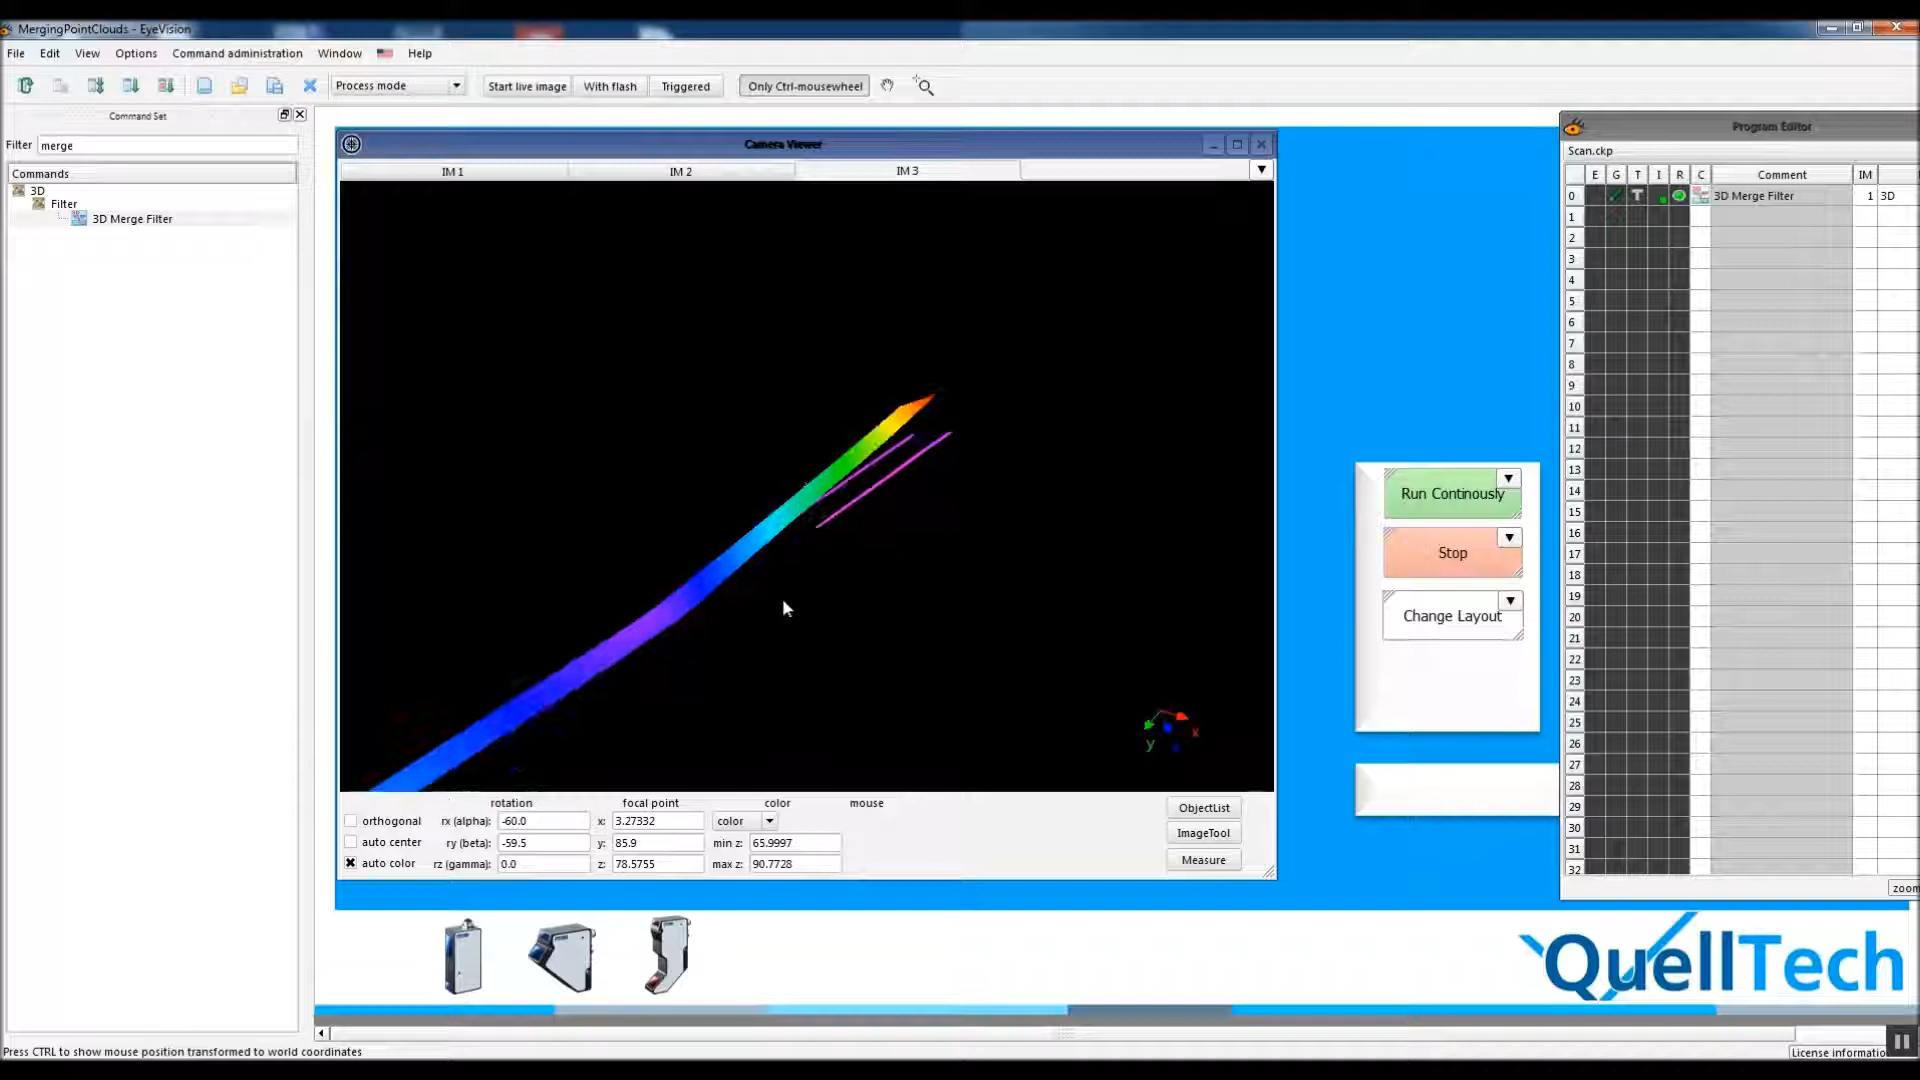 MergingPointClouds - EyeVision
File Edit View Options Command administration Window Help
Process mode Start live image With flash Triggered Only Ctrl-mousewheel
Command Set
Filter merge
Commands
3D
Filter
3D Merge Filter
Camera Viewer
IM 1 IM 2 IM 3
y x
rotation focal point color mouse
orthogonal rx (alpha): -60.0 x: 3.27332 color
auto center ry (beta): -59.5 y: 85.9 min z: 65.9997
auto color rz (gamma): 0.0 z: 78.5755 max z: 90.7728
ObjectList
ImageTool
Measure
Run Continously
Stop
Change Layout
Program Editor
Scan.ckp
E G T I R C Comment IM
0 T 3D Merge Filter 1 3D
1
2
3
4
5
6
7
8
9
10
11
12
13
14
15
16
17
18
19
20
21
22
23
24
25
26
27
28
29
30
31
32
zoom
QuellTech
Press CTRL to show mouse position transformed to world coordinates
License informatio